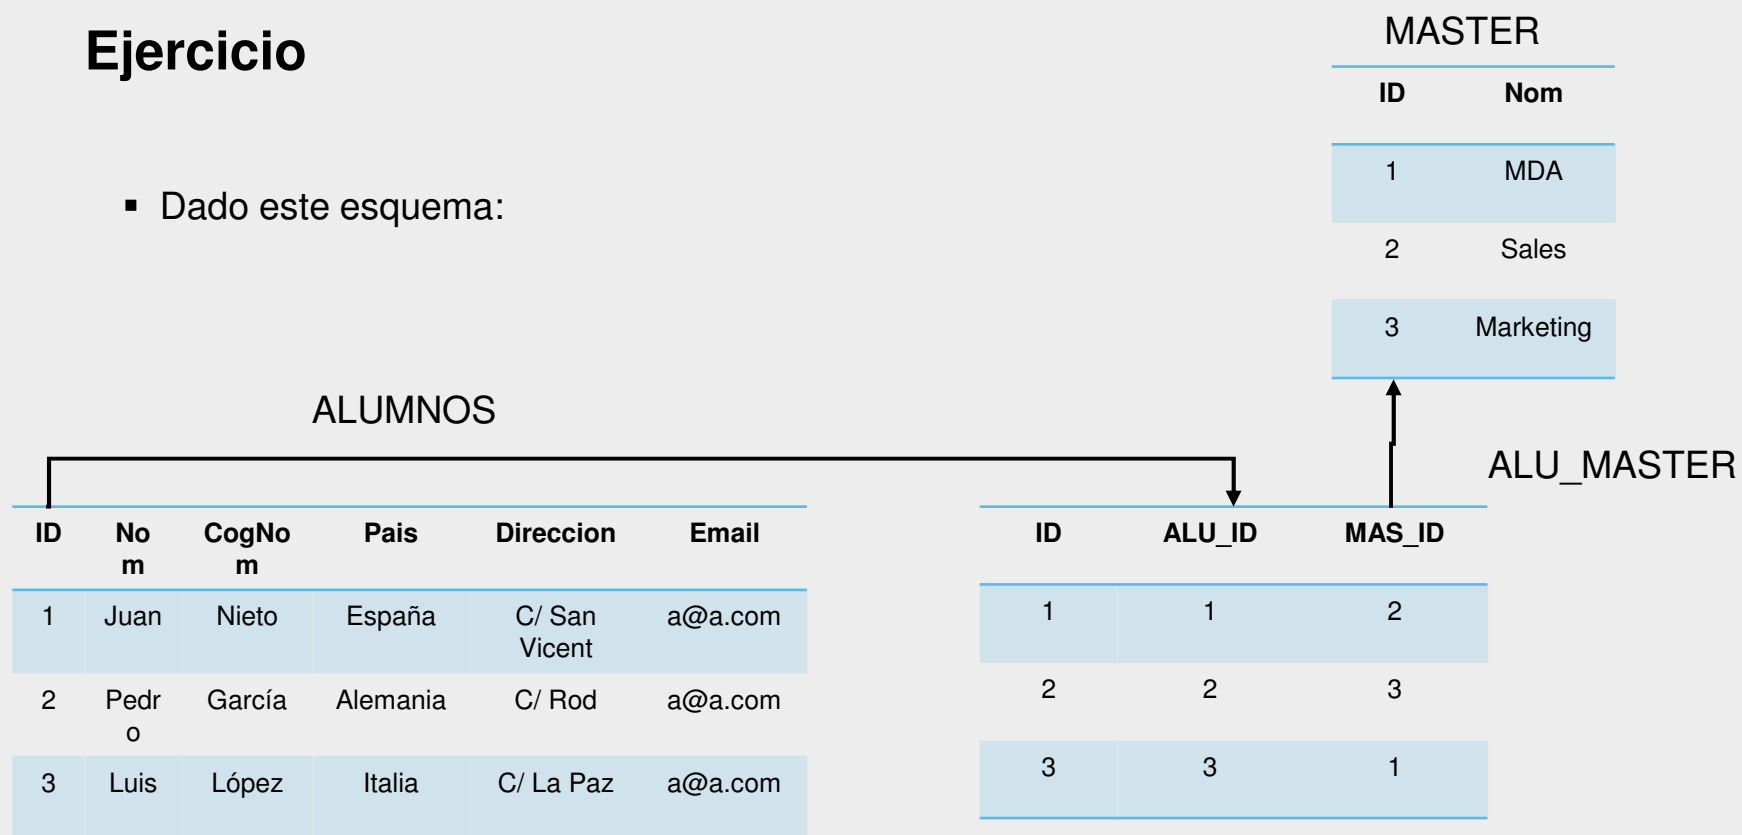 Ejercicio
▪ Dado este esquema:
MASTER
ID Nom
1 MDA
2 Sales
3 Marketing
ALUMNOS
ID No CogNo Pais Direccion Email
m m
1 Juan Nieto España C/ San a@a.com
Vicent
2 Pedr García Alemania C/ Rod a@a.com
o
3 Luis López Italia C/ La Paz a@a.com
ALU_MASTER
ID ALU_ID MAS_ID
1 1 2
2 2 3
3 3 1